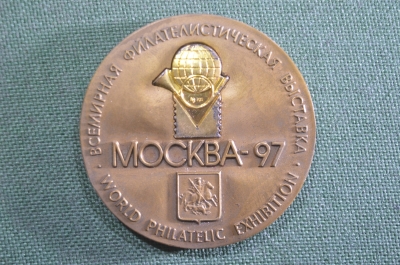 ВСЕМИРНАЯ ФИЛАТЕЛИСТИЧЕСКАЯ ВЫСТАВКА •
МОСКВА-97
WORLD PHILATELIC EXHIBITION